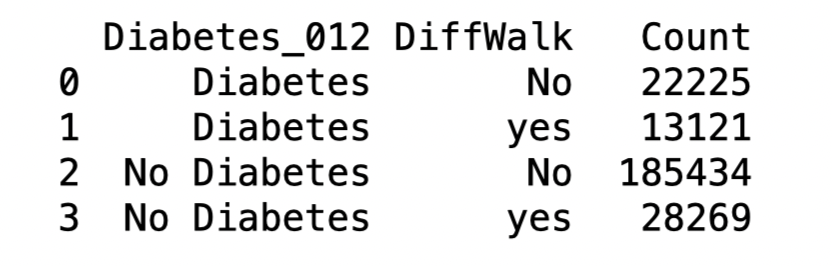 Diabetes_012 DiffWalk Count
0 Diabetes No 22225
1 Diabetes yes 13121
2 No Diabetes No 185434
3 No Diabetes yes 28269